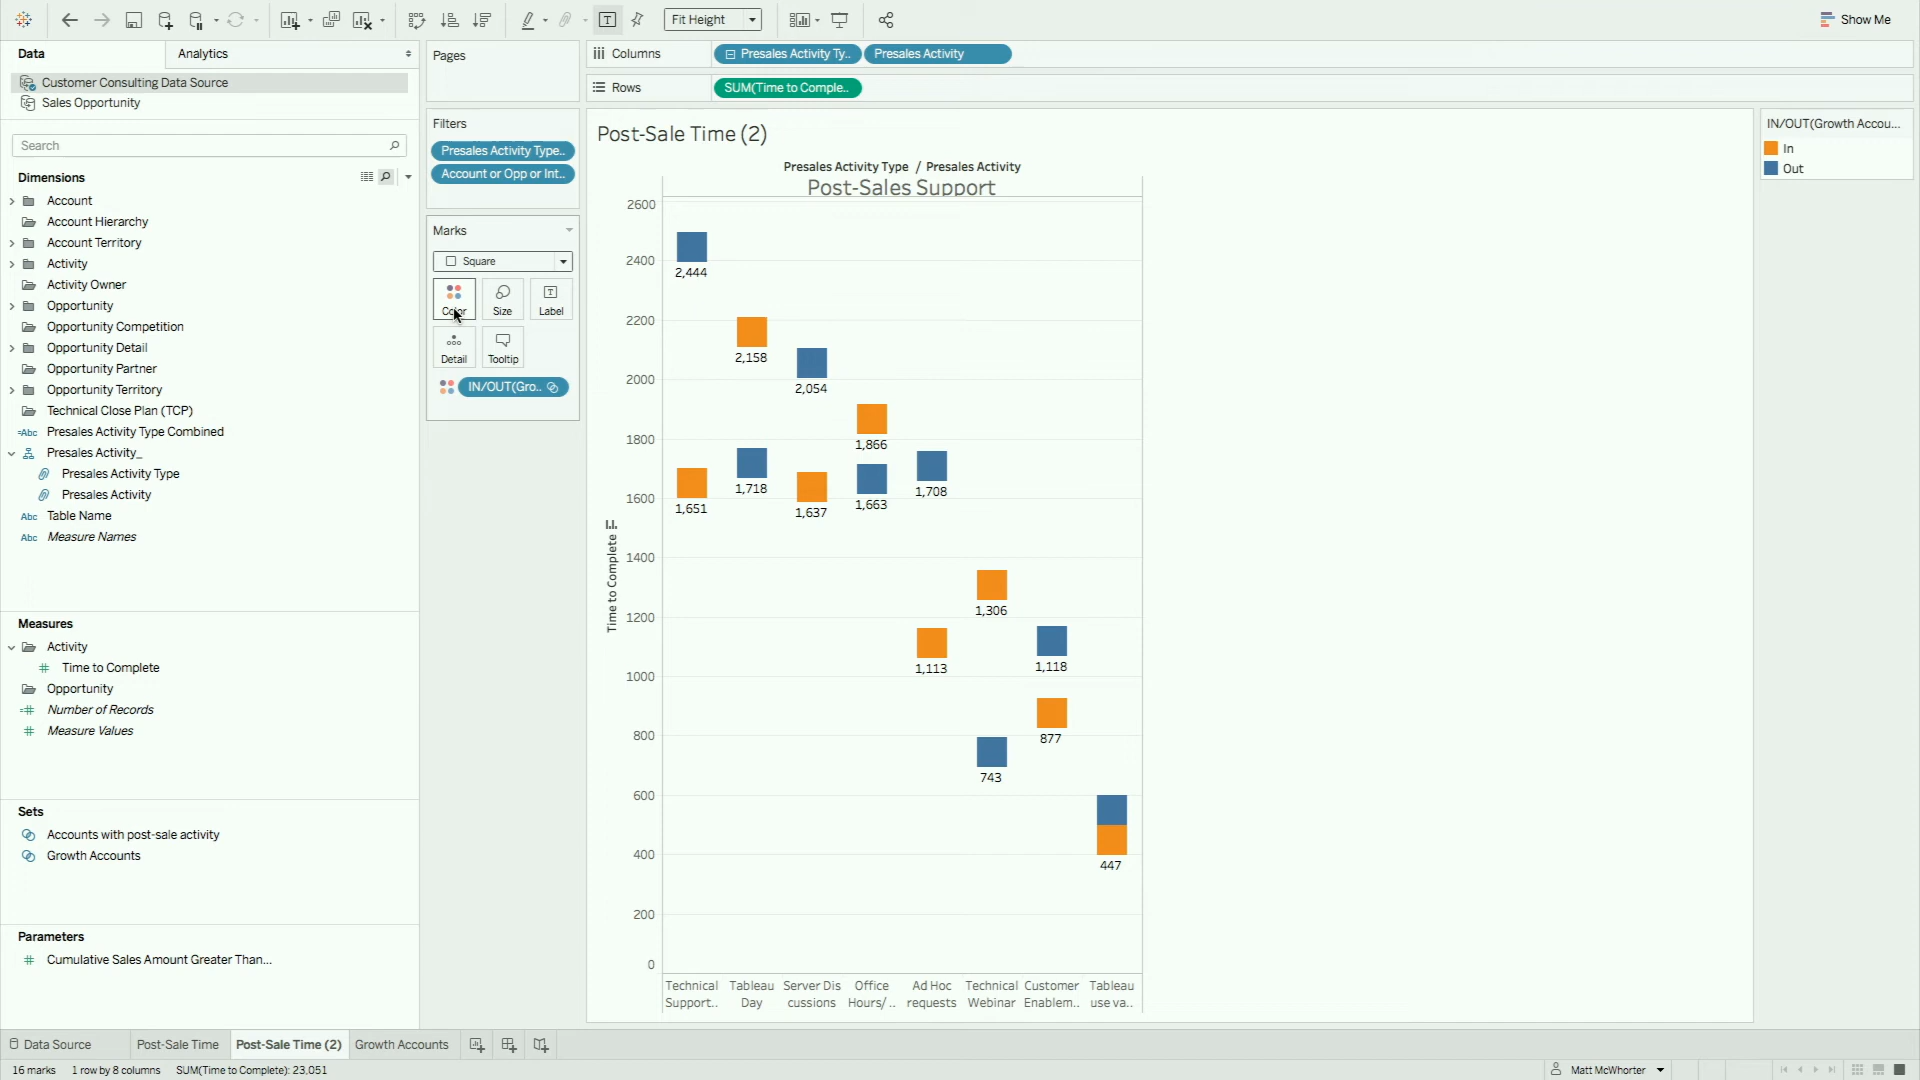 Fit Height
Show Me
Data
Analytics
Pages
Columns
Presales Activity Ty..
Presales Activity
Customer Consulting Data Source
Sales Opportunity
Rows
SUM(Time to Comple..
Search
Filters
Presales Activity Type..
Account or Opp or Int..
Post-Sale Time (2)
IN/OUT(Growth Accou...
In
Out
Dimensions
Account
Account Hierarchy
Account Territory
Activity
Activity Owner
Opportunity
Opportunity Competition
Opportunity Detail
Opportunity Partner
Opportunity Territory
Technical Close Plan (TCP)
=Abc Presales Activity Type Combined
Presales Activity_
Presales Activity Type
Presales Activity
Abc Table Name
Abc Measure Names
Marks
Square
Color
Size
Label
Detail
Tooltip
IN/OUT(Gro..
Presales Activity Type / Presales Activity
Post-Sales Support
2600
2400
2200
2000
1800
1600
1400
1200
1000
800
600
400
200
0
Time to Complete
2,444
2,158
2,054
1,866
1,651
1,718
1,637
1,663
1,708
1,306
1,113
1,118
877
743
447
Technical Support..
Tableau Day
Server Dis cussions
Office Hours/ ..
Ad Hoc requests
Technical Webinar
Customer Enablem..
Tableau use va..
Measures
Activity
# Time to Complete
Opportunity
=# Number of Records
# Measure Values
Sets
Accounts with post-sale activity
Growth Accounts
Parameters
# Cumulative Sales Amount Greater Than...
Data Source
Post-Sale Time
Post-Sale Time (2)
Growth Accounts
16 marks
1 row by 8 columns
SUM(Time to Complete): 23,051
Matt McWhorter